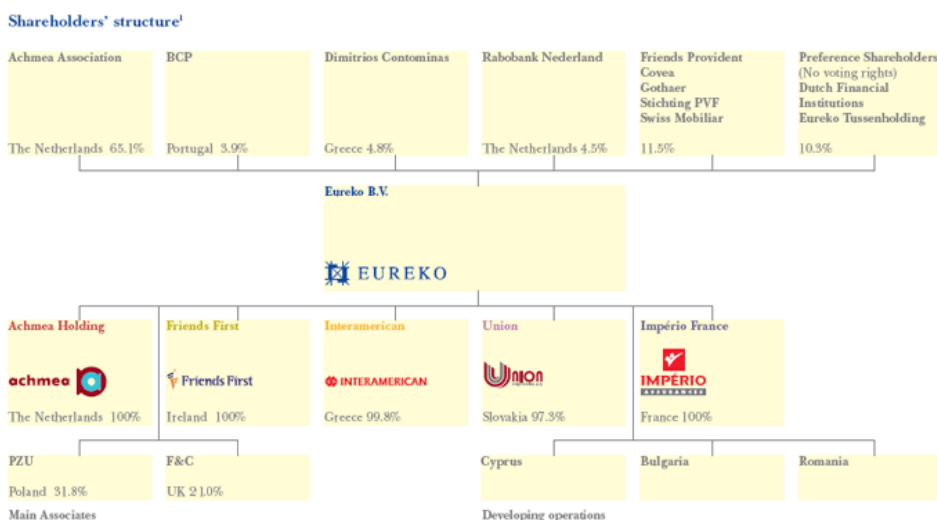 Shareholders' structure¹
Achmea Association
The Netherlands 65.1%
BCP
Portugal 3.9%
Dimitrios Contominas
Greece 4.8%
Rabobank Nederland
The Netherlands 4.5%
Friends Provident
Covea
Gothaer
Stichting PVF
Swiss Mobiliar
11.5%
Preference Shareholders
(No voting rights)
Dutch Financial
Institutions
Eureko Tussenholding
10.3%
Eureko B.V.
EUREKO
Achmea Holding
achmea
The Netherlands 100%
Friends First
Friends First
Ireland 100%
Interamerican
INTERAMERICAN
Greece 99.8%
Union
UNION
Slovakia 97.3%
Império France
IMPÉRIO
ASSURANCES
France 100%
PZU
Poland 31.8%
F&C
UK 21.0%
Cyprus
Bulgaria
Romania
Main Associates
Developing operations